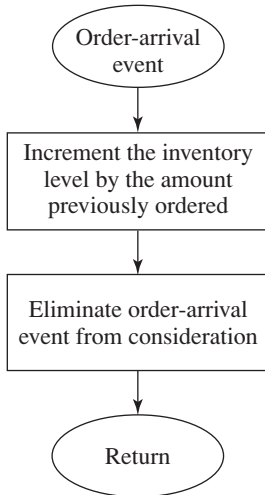 Order-arrival
event
Increment the inventory
level by the amount
previously ordered
Eliminate order-arrival
event from consideration
Return